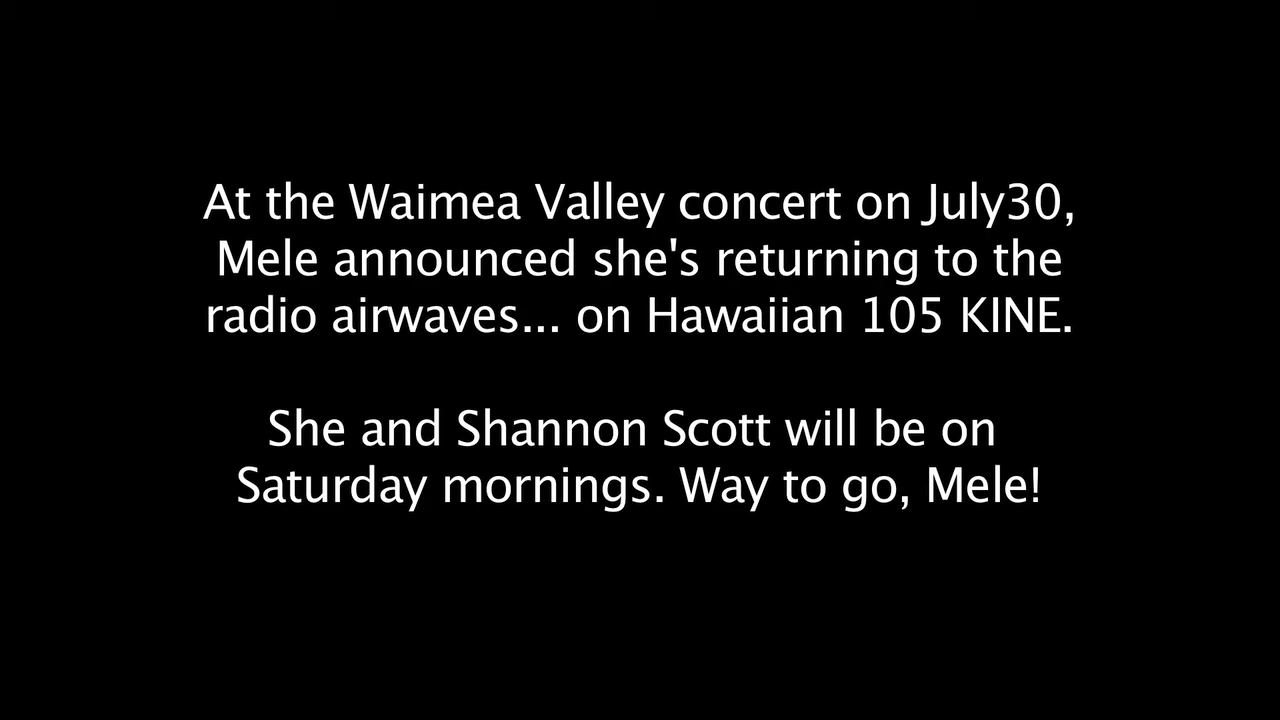 At the Waimea Valley concert on July30,
Mele announced she's returning to the
radio airwaves... on Hawaiian 105 KINE.
She and Shannon Scott will be on
Saturday mornings. Way to go, Mele!